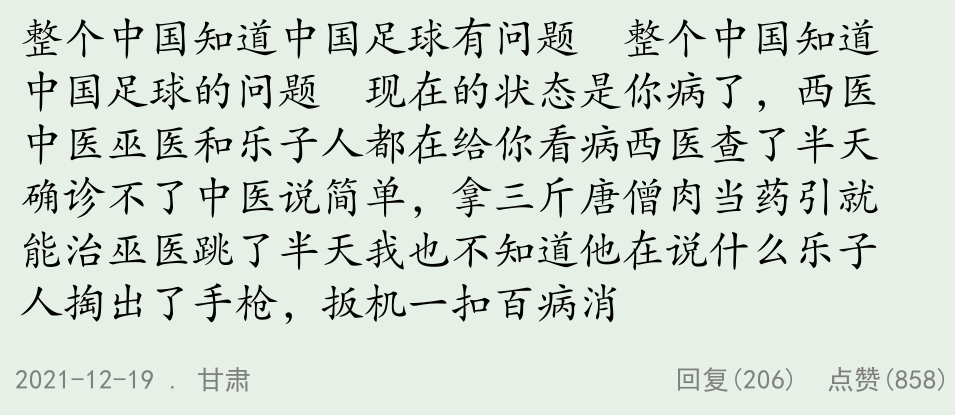 整个中国知道中国足球有问题　整个中国知道
中国足球的问题　现在的状态是你病了，西医
中医巫医和乐子人都在给你看病西医查了半天
确诊不了中医说简单，拿三斤唐僧肉当药引就
能治巫医跳了半天我也不知道他在说什么乐子
人掏出了手枪，扳机一扣百病消
2021-12-19 . 甘肃　回复(206)　点赞(858)